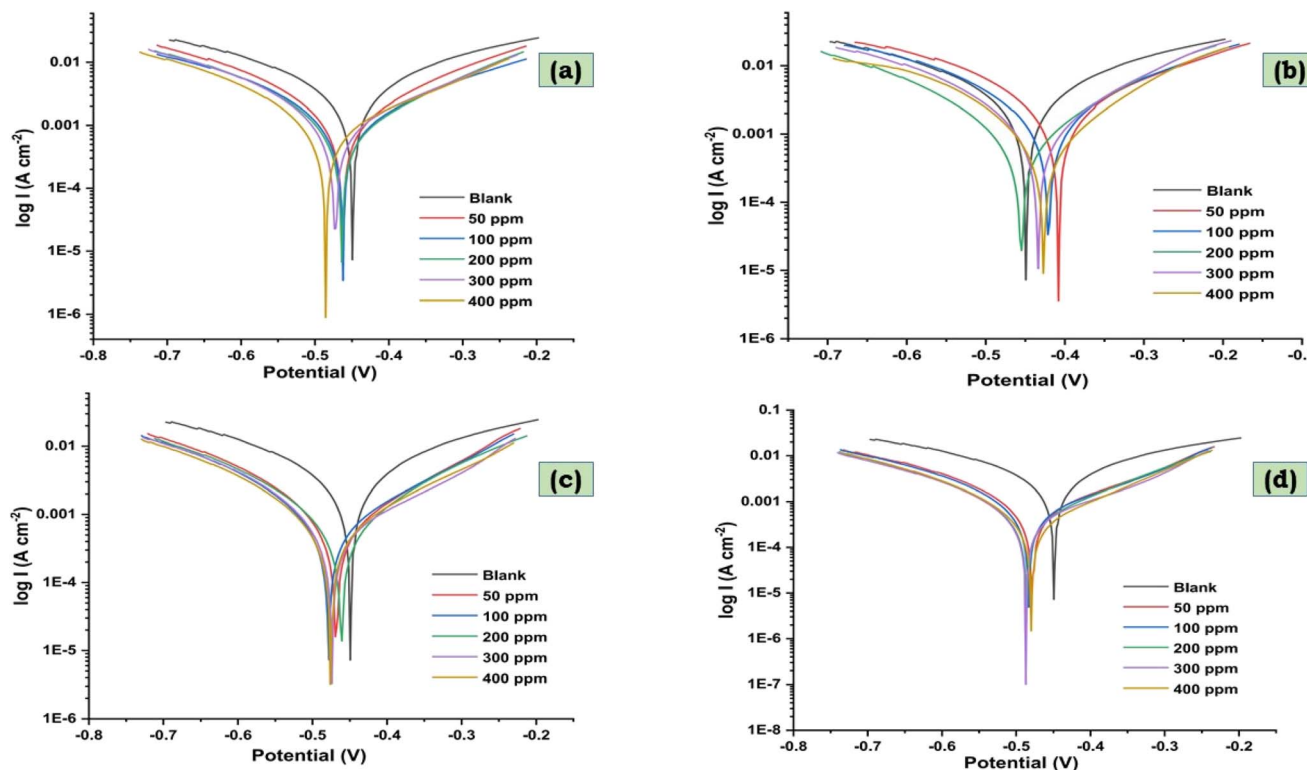 0.01
0.001
1E-4
1E-5
1E-6
log I (A cm-2)
(a)
Blank
50 ppm
100 ppm
200 ppm
300 ppm
400 ppm
-0.8 -0.7 -0.6 -0.5 -0.4 -0.3 -0.2
Potential (V)
0.01
0.001
1E-4
1E-5
1E-6
log I (A cm-2)
(b)
Blank
50 ppm
100 ppm
200 ppm
300 ppm
400 ppm
-0.7 -0.6 -0.5 -0.4 -0.3 -0.2 -0.
Potential (V)
0.01
0.001
1E-4
1E-5
1E-6
log I (A cm-2)
(c)
Blank
50 ppm
100 ppm
200 ppm
300 ppm
400 ppm
-0.8 -0.7 -0.6 -0.5 -0.4 -0.3 -0.2
Potential (V)
0.1
0.01
0.001
1E-4
1E-5
1E-6
1E-7
1E-8
log I (A cm-2)
(d)
Blank
50 ppm
100 ppm
200 ppm
300 ppm
400 ppm
-0.8 -0.7 -0.6 -0.5 -0.4 -0.3 -0.2
Potential (V)